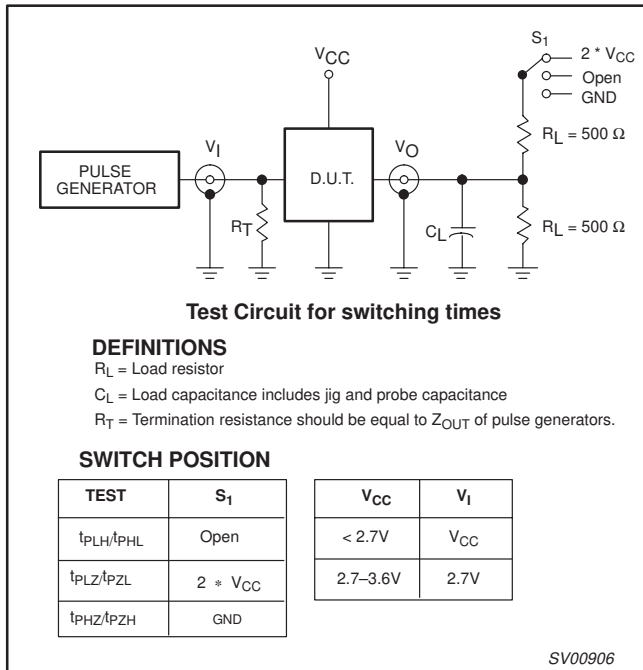 S1
2 * VCC
Open
GND
VCC
RL = 500 Ω
VI
VO
PULSE
GENERATOR
D.U.T.
RT
CL
RL = 500 Ω
Test Circuit for switching times
DEFINITIONS
RL = Load resistor
CL = Load capacitance includes jig and probe capacitance
RT = Termination resistance should be equal to ZOUT of pulse generators.
SWITCH POSITION
TEST S1
tPLH/tPHL Open
tPLZ/tPZL 2 * VCC
tPHZ/tPZH GND
VCC VI
< 2.7V VCC
2.7–3.6V 2.7V
SV00906